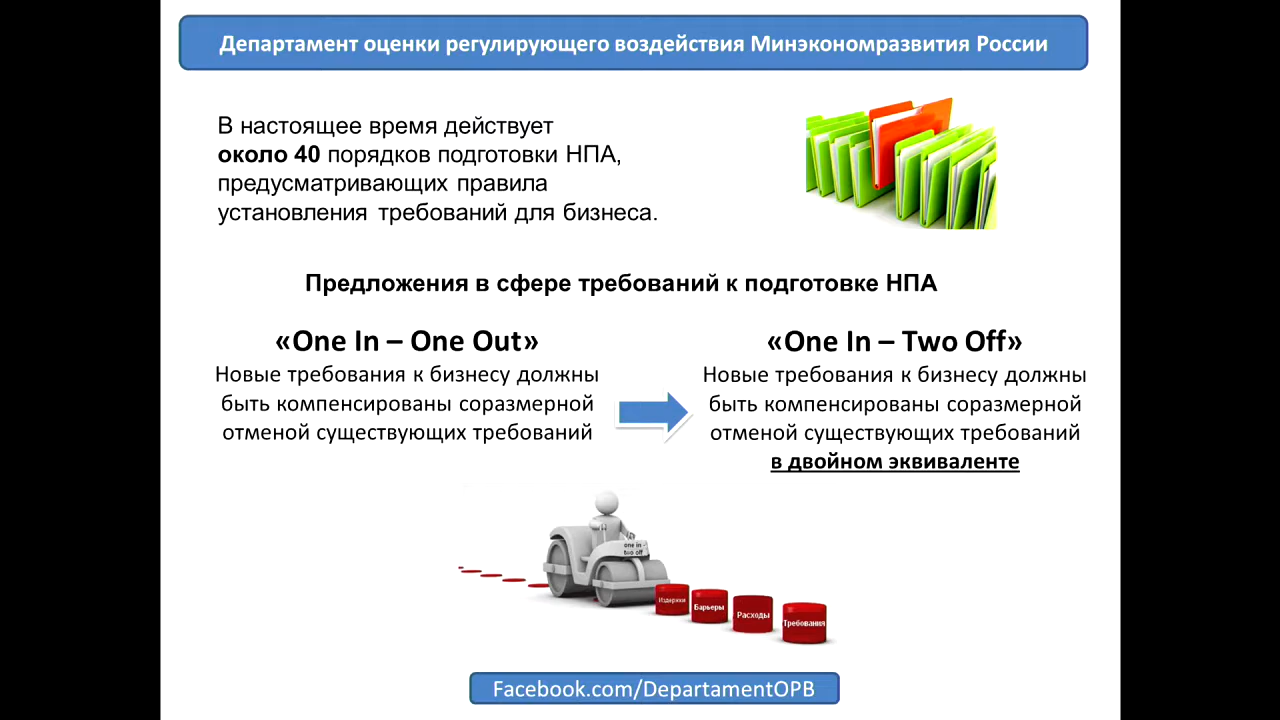 Департамент оценки регулирующего воздействия Минэкономразвития России
В настоящее время действует
около 40 порядков подготовки НПА,
предусматривающих правила
установления требований для бизнеса.
Предложения в сфере требований к подготовке НПА
«One In – One Out»
Новые требования к бизнесу должны
быть компенсированы соразмерной
отменой существующих требований
«One In – Two Off»
Новые требования к бизнесу должны
быть компенсированы соразмерной
отменой существующих требований
в двойном эквиваленте
one in -
two off
Издержки
Барьеры
Расходы
Требования
Facebook.com/DepartamentОРВ